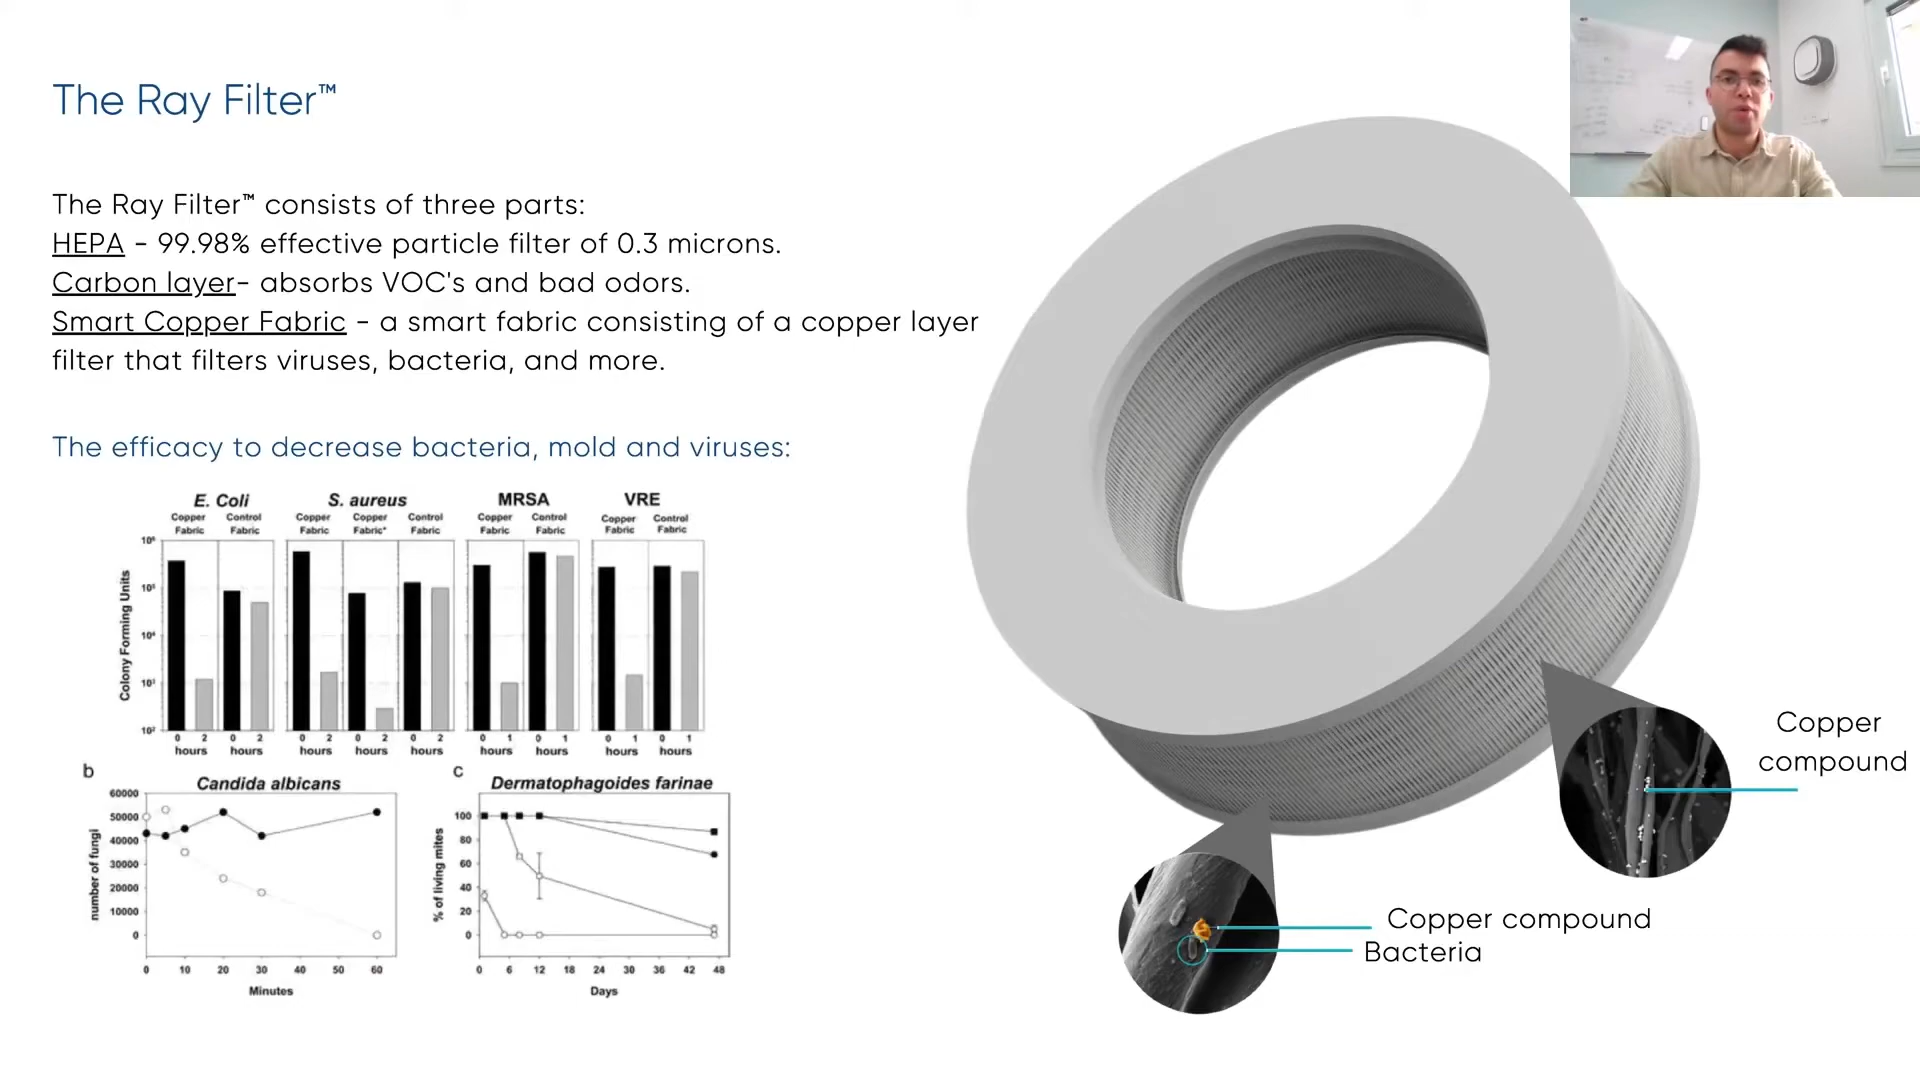 The Ray Filter™
The Ray Filter™ consists of three parts:
HEPA - 99.98% effective particle filter of 0.3 microns.
Carbon layer- absorbs VOC's and bad odors.
Smart Copper Fabric - a smart fabric consisting of a copper layer
filter that filters viruses, bacteria, and more.
The efficacy to decrease bacteria, mold and viruses:
E. Coli S. aureus MRSA VRE
Copper Control Copper Copper Control Copper Control Copper Control
Fabric Fabric Fabric Fabric* Fabric Fabric Fabric Fabric Fabric
Colony Forming Units
10⁶
10⁵
10⁴
10³
10²
0 2 0 2 0 2 0 2 0 2 0 1 0 1 0 1 0 1
hours hours hours hours hours hours hours hours hours
b
Candida albicans
number of fungi
60000
50000
40000
30000
20000
10000
0
0 10 20 30 40 50 60
Minutes
c
Dermatophagoides farinae
% of living mites
100
80
60
40
20
0
0 6 12 18 24 30 36 42 48
Days
Copper
compound
Copper compound
Bacteria